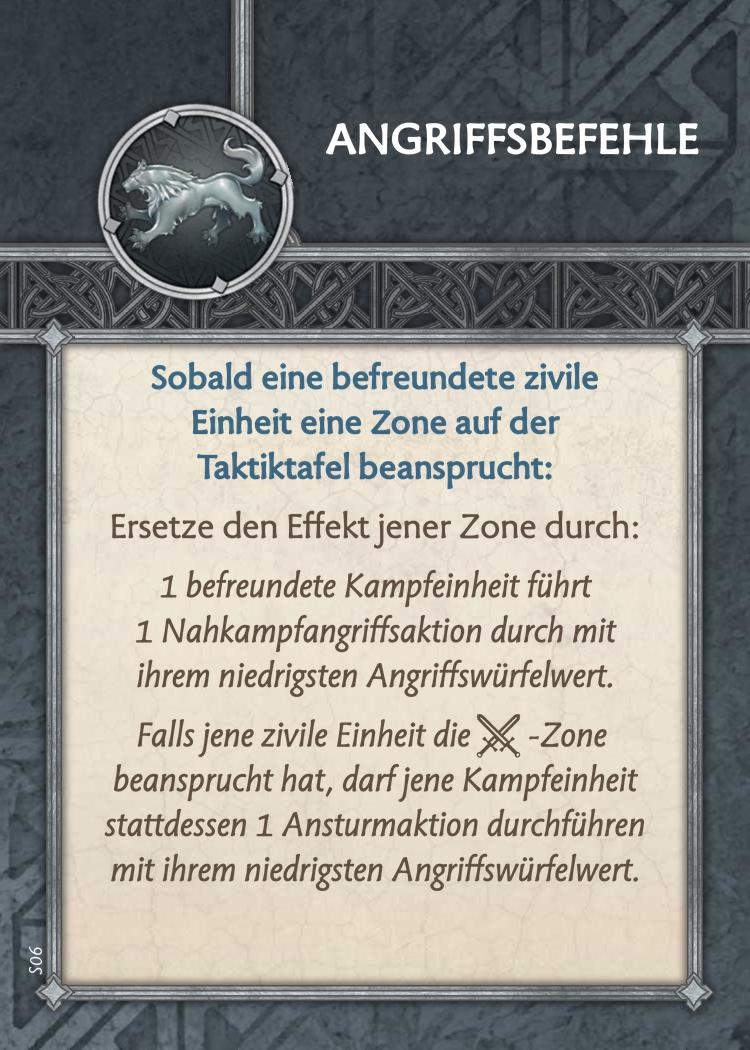 ANGRIFFSBEFEHLE
Sobald eine befreundete zivile
Einheit eine Zone auf der
Taktiktafel beansprucht:
Ersetze den Effekt jener Zone durch:
1 befreundete Kampfeinheit führt
1 Nahkampfangriffsaktion durch mit
ihrem niedrigsten Angriffswürfelwert.
Falls jene zivile Einheit die -Zone
beansprucht hat, darf jene Kampfeinheit
stattdessen 1 Ansturmaktion durchführen
mit ihrem niedrigsten Angriffswürfelwert.
S06